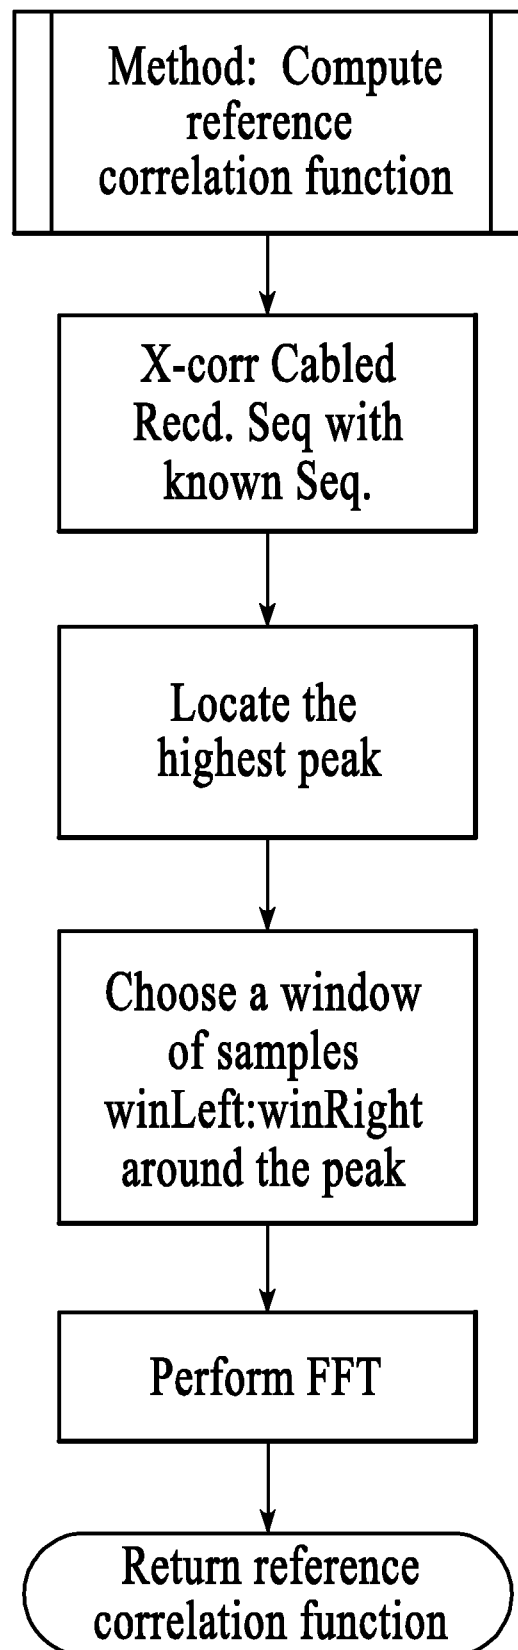 Method:  Compute
reference
correlation function
X-corr Cabled
Recd. Seq with
known Seq.
Locate the
highest peak
Choose a window
of samples
winLeft:winRight
around the peak
Perform FFT
Return reference
correlation function